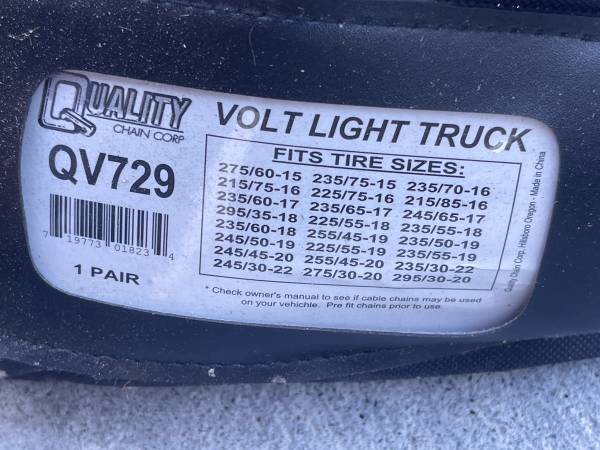 QUALITY
CHAIN CORP
VOLT LIGHT TRUCK
QV729
FITS TIRE SIZES:
275/60-15 235/75-15 235/70-16
215/75-16 225/75-16 215/85-16
235/60-17 235/65-17 245/65-17
295/35-18 225/55-18 235/55-18
235/60-18 255/45-19 235/50-19
245/50-19 225/55-19 235/55-19
245/45-20 255/45-20 235/30-22
245/30-22 275/30-20 295/30-20
7 19773 01823 4
1 PAIR
* Check owner's manual to see if cable chains may be used
on your vehichle. Pre fit chains prior to use.
Quality Chain Corp. Hillsboro Oregon - Made in China